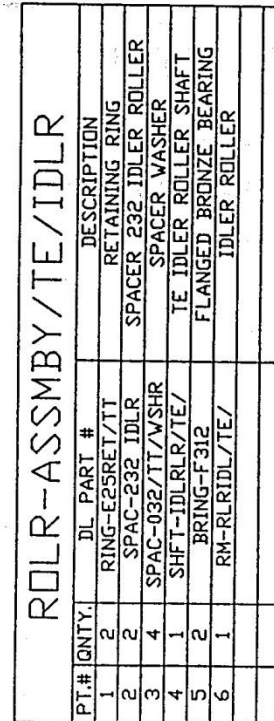 ROLR-ASSMBY/TE/IDLR
PT.# QNTY. DL PART # DESCRIPTION
1 2 RING-E25RET/TT RETAINING RING
2 2 SPAC-232 IDLR SPACER 232 IDLER ROLLER
3 4 SPAC-032/TT/WSHR SPACER WASHER
4 1 SHFT-IDLRLR/TE/ TE IDLER ROLLER SHAFT
5 2 BRING-F312 FLANGED BRONZE BEARING
6 1 RM-RLRIDL/TE/ IDLER ROLLER